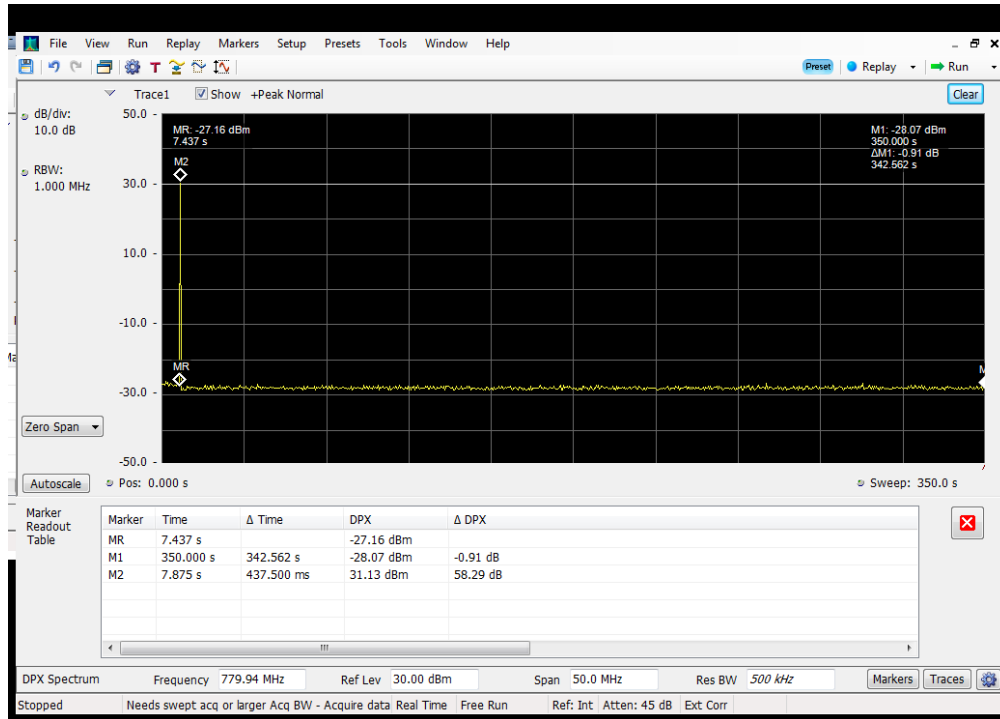 File View Run Replay Markers Setup Presets Tools Window Help
T Preset Replay Run
Trace1 Show +Peak Normal Clear
dB/div:
10.0 dB
RBW:
1.000 MHz
50.0
30.0
10.0
-10.0
-30.0
-50.0
MR: -27.16 dBm
7.437 s
M2
M1: -28.07 dBm
350.000 s
ΔM1: -0.91 dB
342.562 s
MR
Zero Span
Autoscale Pos: 0.000 s Sweep: 350.0 s
Marker
Readout
Table
Marker Time Δ Time DPX Δ DPX
MR 7.437 s -27.16 dBm
M1 350.000 s 342.562 s -28.07 dBm -0.91 dB
M2 7.875 s 437.500 ms 31.13 dBm 58.29 dB
DPX Spectrum Frequency 779.94 MHz Ref Lev 30.00 dBm Span 50.0 MHz Res BW 500 kHz Markers Traces
Stopped Needs swept acq or larger Acq BW - Acquire data Real Time Free Run Ref: Int Atten: 45 dB Ext Corr